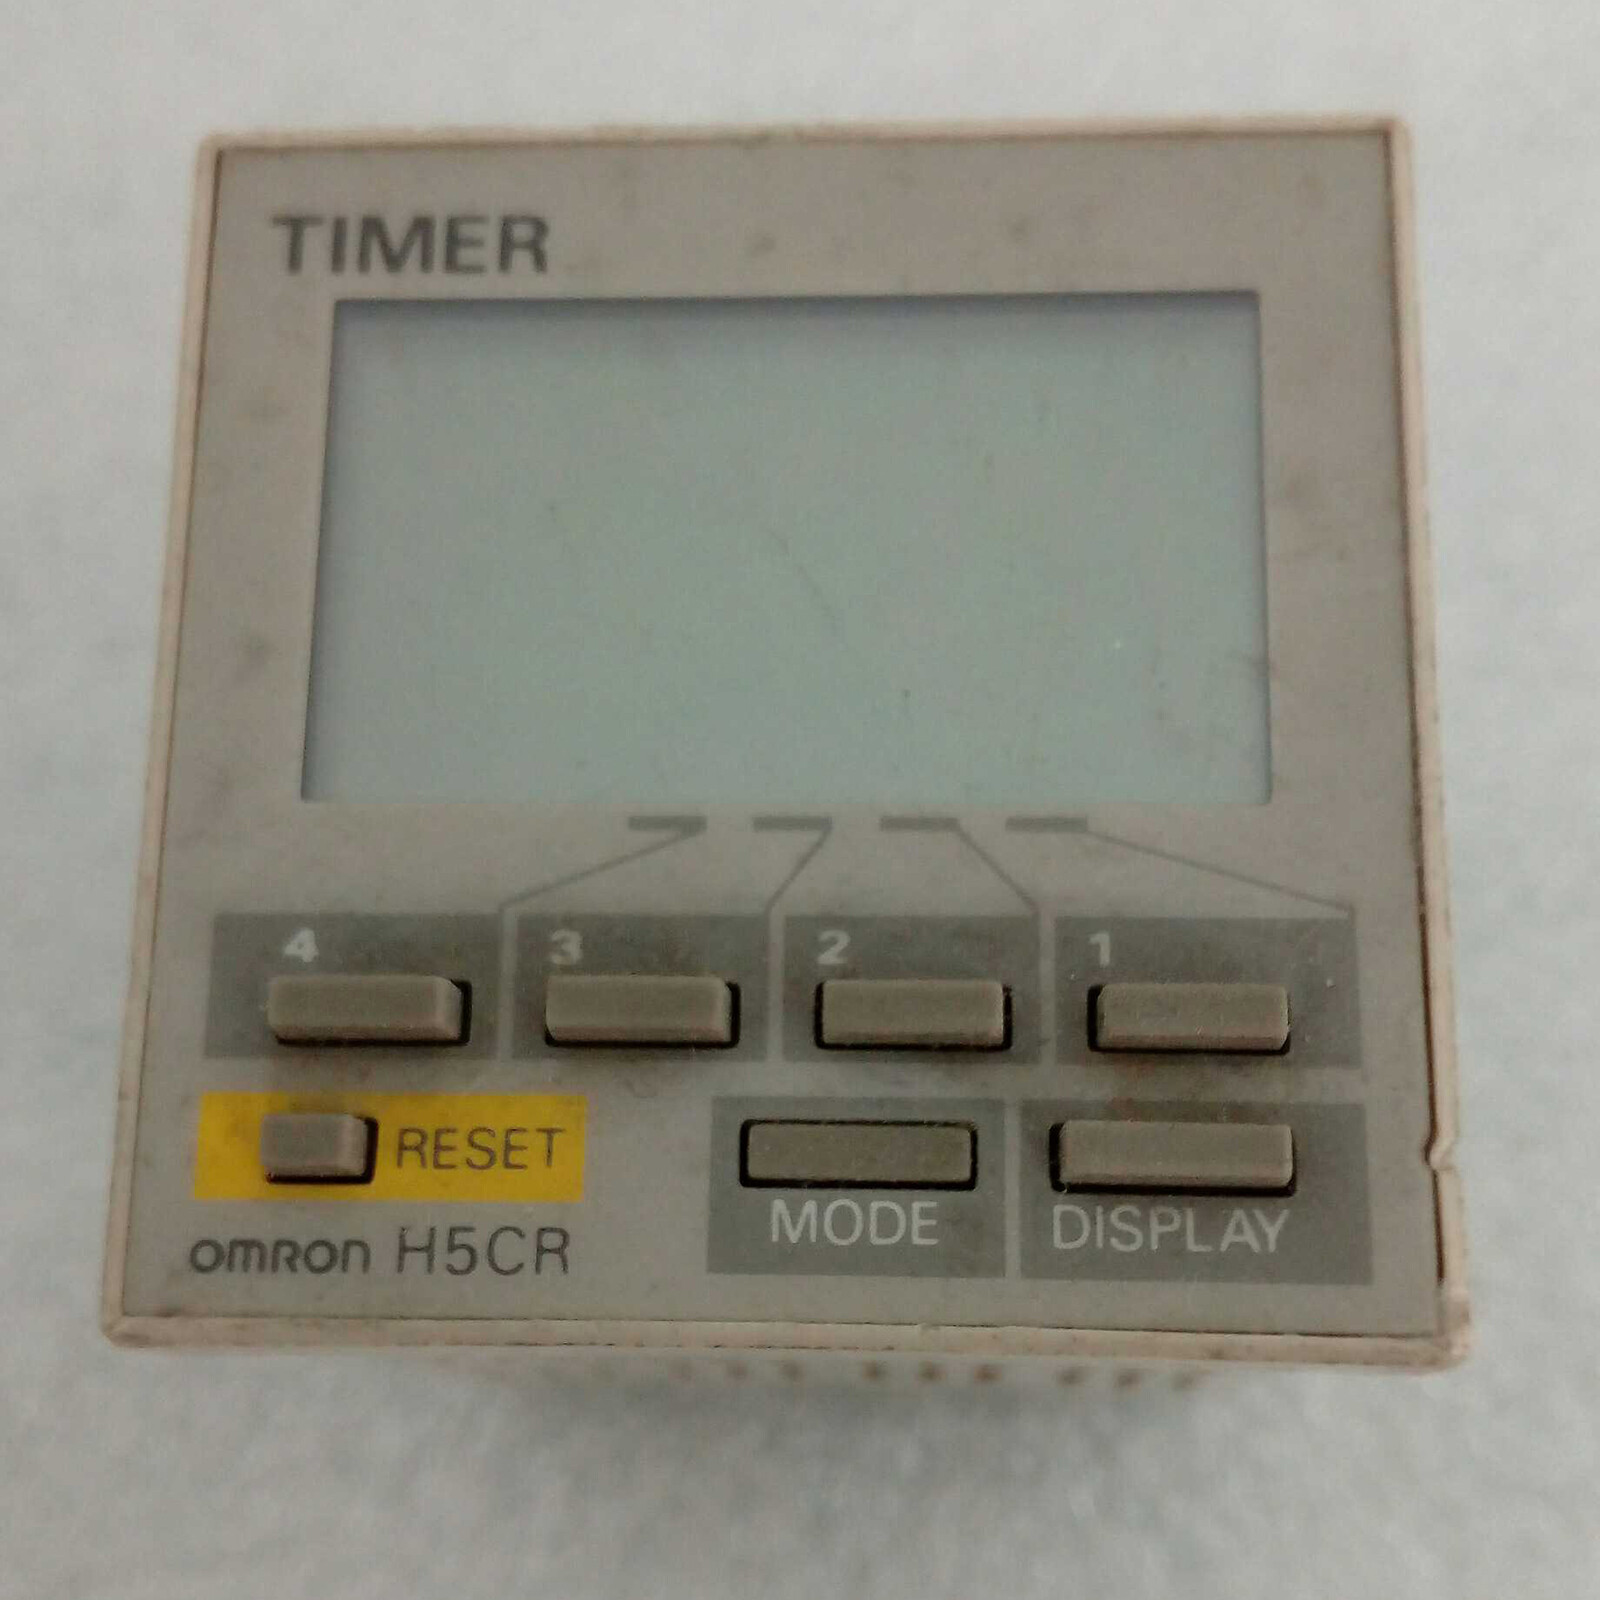 TIMER
4 3 2 1
RESET
MODE DISPLAY
omron H5CR